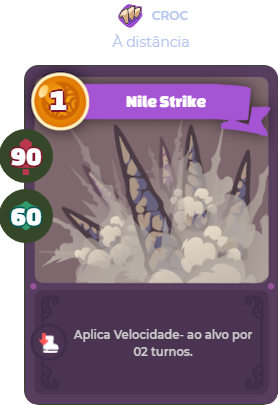 CROC
À distância
1
Nile Strike
90
60
Aplica Velocidade- ao alvo por
02 turnos.